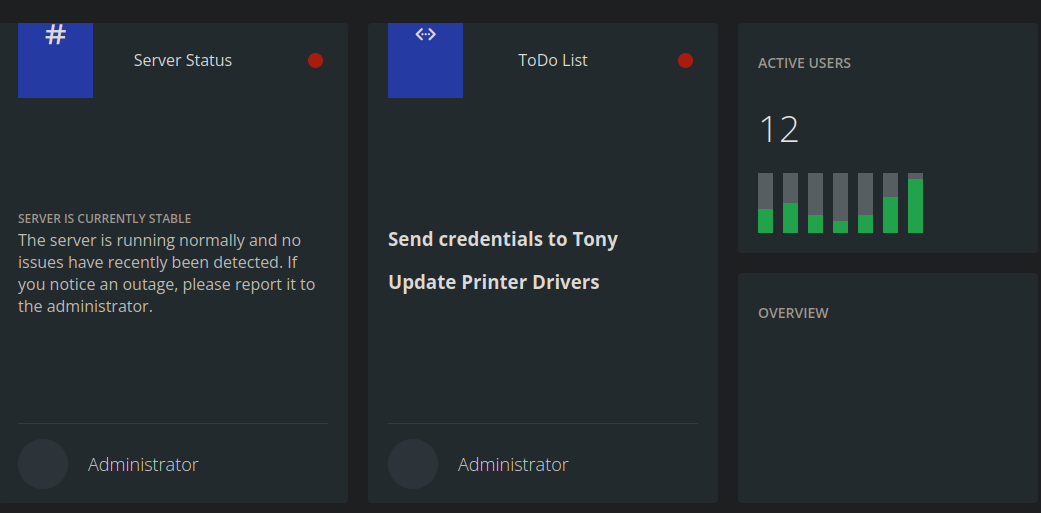 #
Server Status
SERVER IS CURRENTLY STABLE
The server is running normally and no
issues have recently been detected. If
you notice an outage, please report it to
the administrator.
Administrator
ToDo List
Send credentials to Tony
Update Printer Drivers
Administrator
ACTIVE USERS
12
OVERVIEW